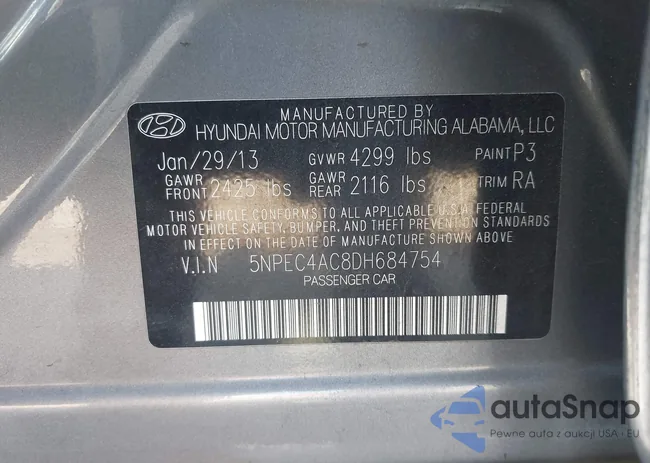 MANUFACTURED BY
HYUNDAI MOTOR MANUFACTURING ALABAMA, LLC
Jan/29/13 GVWR 4299 lbs PAINT P3
GAWR FRONT 2425 lbs GAWR REAR 2116 lbs TRIM RA
THIS VEHICLE CONFORMS TO ALL APPLICABLE U.S.A FEDERAL
MOTOR VEHICLE SAFETY, BUMPER, AND THEFT PREVENTION STANDARDS
IN EFFECT ON THE DATE OF MANUFACTURE SHOWN ABOVE
V.I.N 5NPEC4AC8DH684754
PASSENGER CAR
autaSnap
Pewne auta z aukcji USA i EU